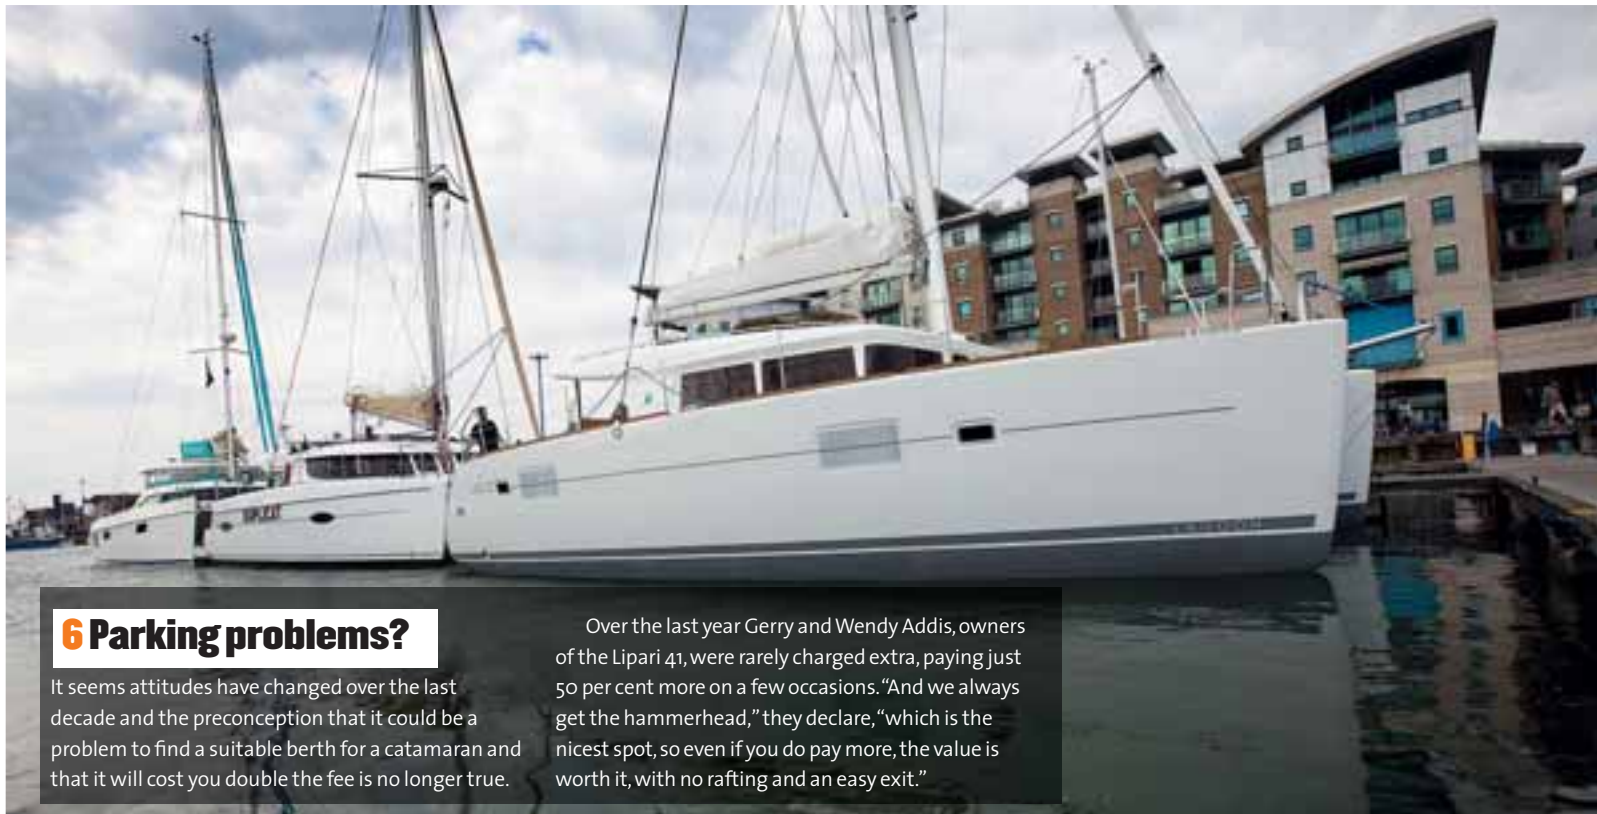 6 Parking problems?
It seems attitudes have changed over the last
decade and the preconception that it could be a
problem to find a suitable berth for a catamaran and
that it will cost you double the fee is no longer true.
Over the last year Gerry and Wendy Addis, owners
of the Lipari 41, were rarely charged extra, paying just
50 per cent more on a few occasions. “And we always
get the hammerhead,” they declare, “which is the
nicest spot, so even if you do pay more, the value is
worth it, with no rafting and an easy exit.”